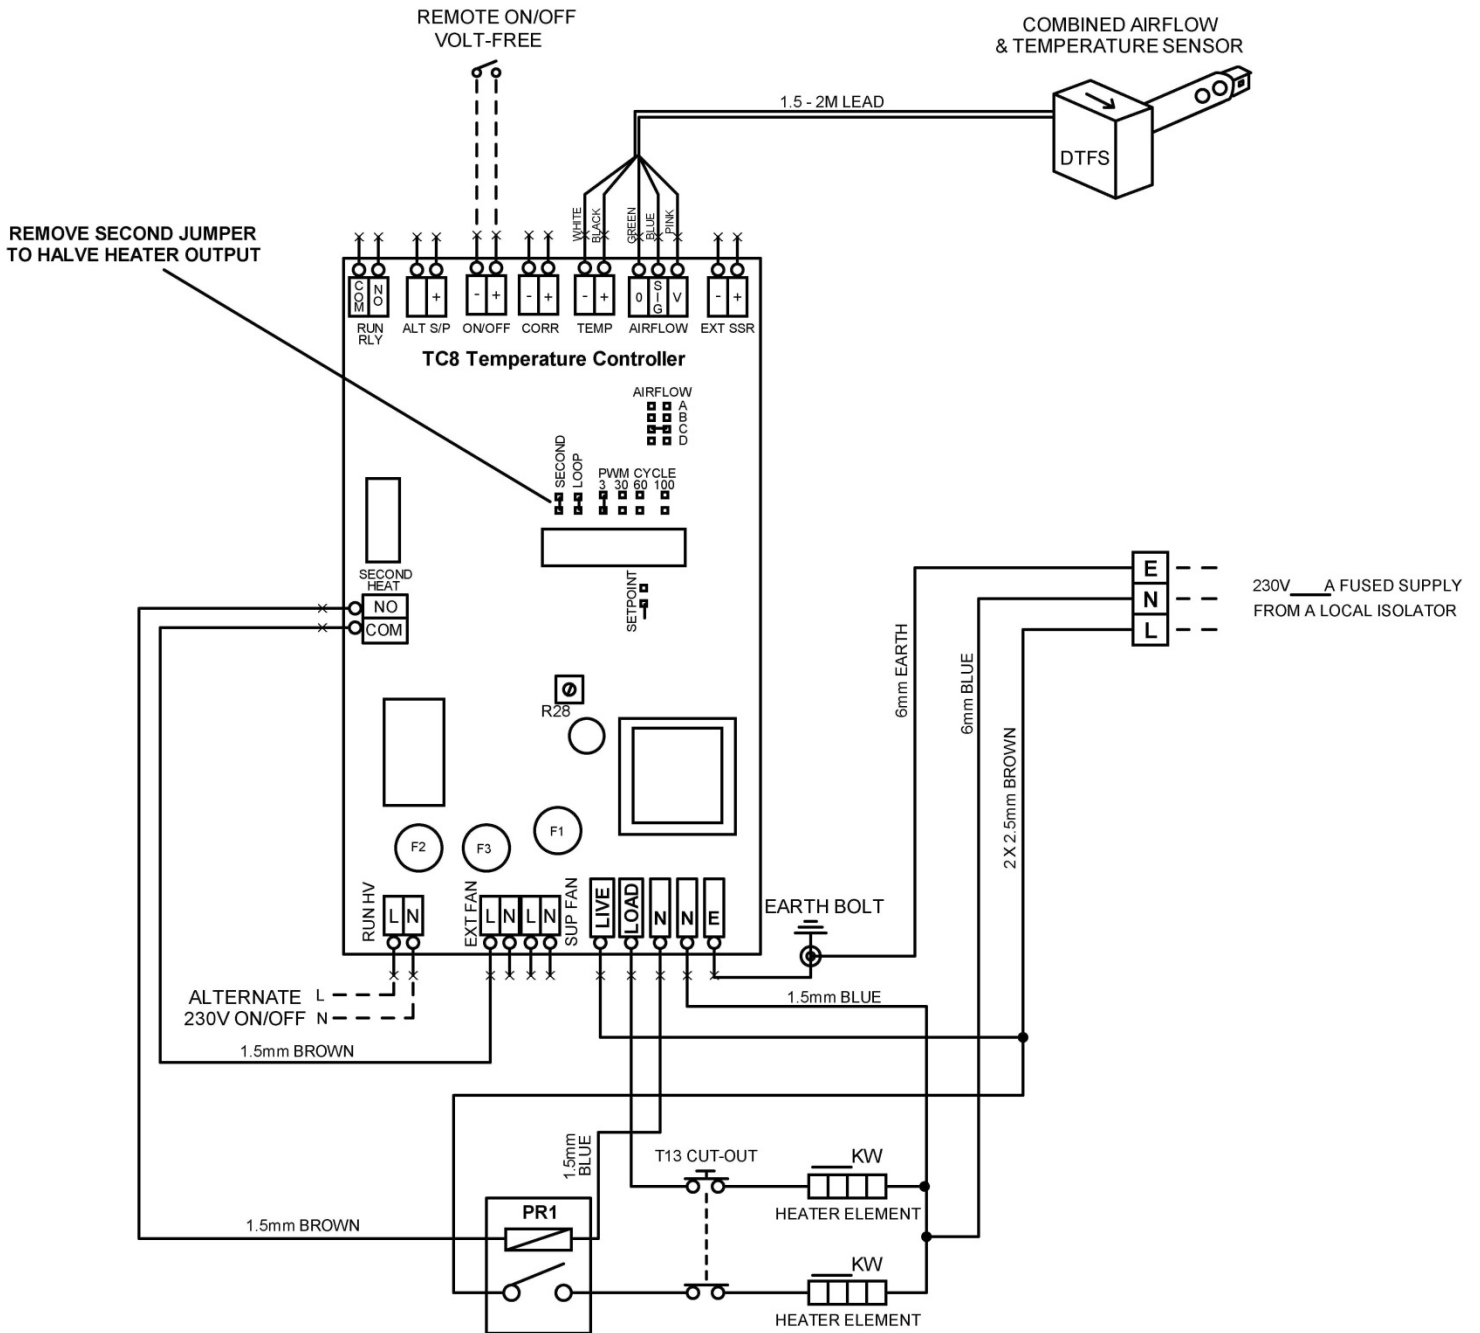 REMOTE ON/OFF
VOLT-FREE
COMBINED AIRFLOW
& TEMPERATURE SENSOR
1.5 - 2M LEAD
DTFS
WHITE
BLACK
GREEN
BLUE
PINK
REMOVE SECOND JUMPER
TO HALVE HEATER OUTPUT
COM
NO
+
-
+
-
+
-
+
0
SIG
V
-
+
RUN
RLY
ALT S/P
ON/OFF
CORR
TEMP
AIRFLOW
EXT SSR
TC8 Temperature Controller
AIRFLOW
A
B
C
D
SECOND
LOOP
PWM CYCLE
3 30 60 100
SETPOINT
SECOND
HEAT
NO
COM
E
N
L
230V ___ A FUSED SUPPLY
FROM A LOCAL ISOLATOR
6mm EARTH
6mm BLUE
2 X 2.5mm BROWN
R28
F1
F2
F3
RUN HV
L N
EXT FAN
L N L N
SUP FAN
LIVE
LOAD
N
N
E
EARTH BOLT
ALTERNATE L
230V ON/OFF N
1.5mm BLUE
1.5mm BROWN
1.5mm
BLUE
T13 CUT-OUT
KW
HEATER ELEMENT
PR1
1.5mm BROWN
KW
HEATER ELEMENT